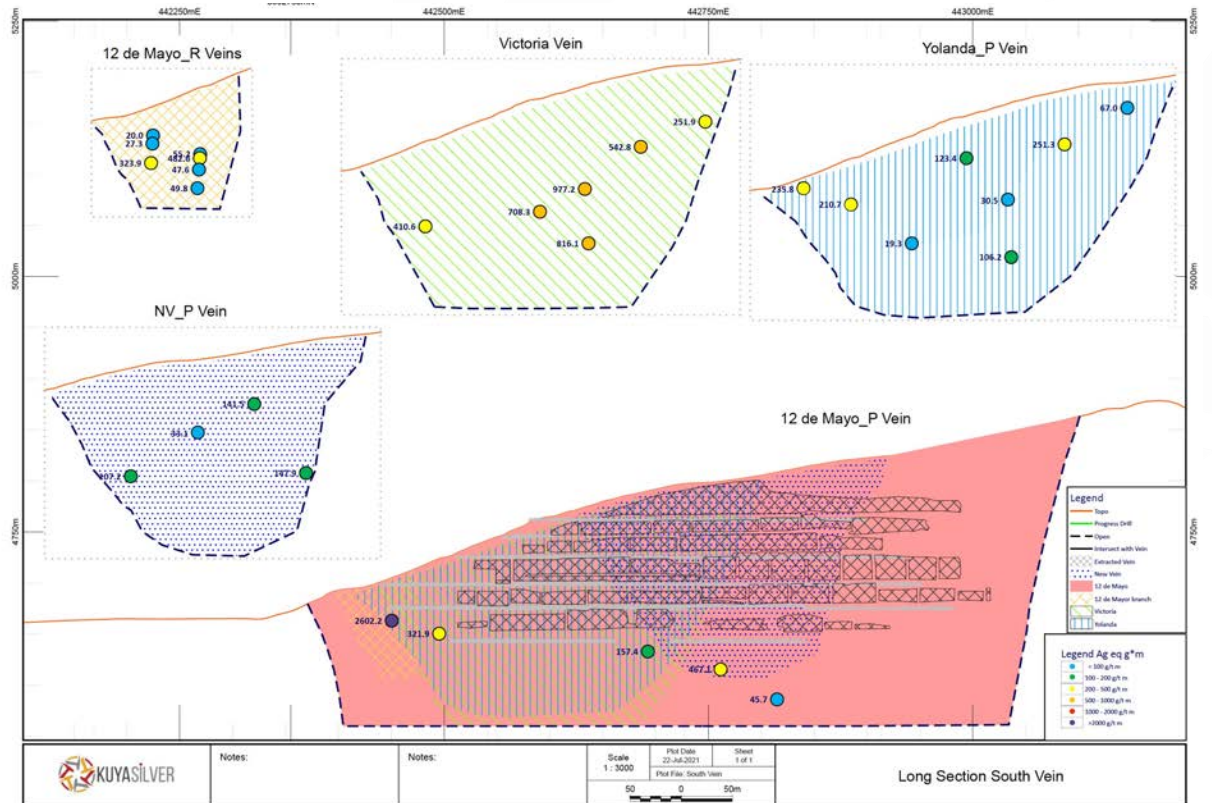 442250mE
442500mE
442750mE
443000mE
5250m
5250m
12 de Mayo_R Veins
Victoria Vein
Yolanda_P Vein
20.0
27.3
323.9
482.6
47.6
49.8
251.9
542.8
977.2
708.3
410.6
816.1
67.0
251.3
123.4
235.8
210.7
30.5
19.3
106.2
5000m
5000m
NV_P Vein
141.5
33.1
107.2
147.9
12 de Mayo_P Vein
4750m
4750m
2602.2
321.9
157.4
467.1
45.7
Legend
Topo
Progress Drill
Open
Intersect with Vein
Extracted Vein
New Vein
12 de Mayo
12 de Mayor branch
Victoria
Yolanda
Legend Ag eq g*m
< 100 g/t m
100 - 200 g/t m
200 - 500 g/t m
500 - 1000 g/t m
1000 - 2000 g/t m
>2000 g/t m
KUYASILVER
Notes:
Notes:
Scale
1 : 3000
Plot Date
22-Jul-2021
Sheet
1 of 1
Plot File: South Vein
50 0 50m
Long Section South Vein